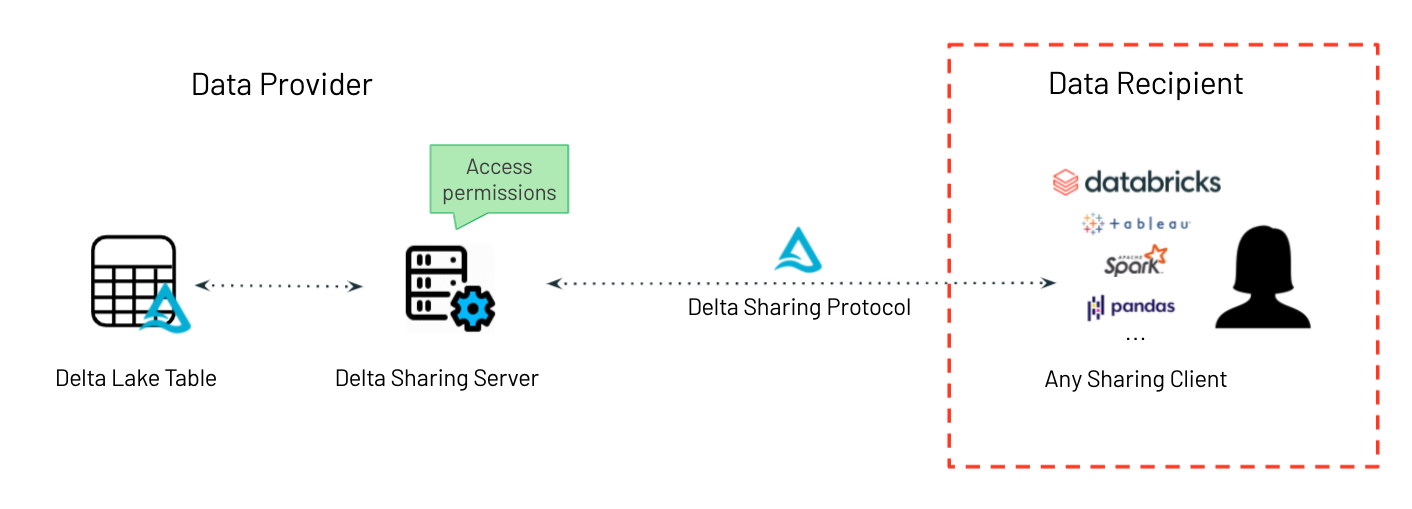 Data Provider
Data Recipient
Access
permissions
databricks
+ableau
APACHE
Spark
pandas
...
Delta Sharing Protocol
Delta Lake Table
Delta Sharing Server
Any Sharing Client